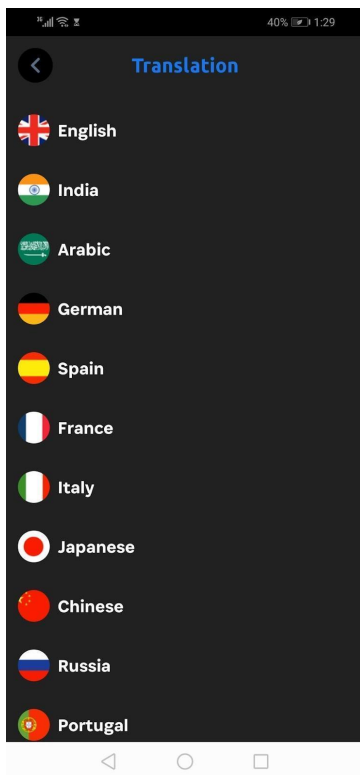 40% 1:29
Translation
English
India
Arabic
German
Spain
France
Italy
Japanese
Chinese
Russia
Portugal